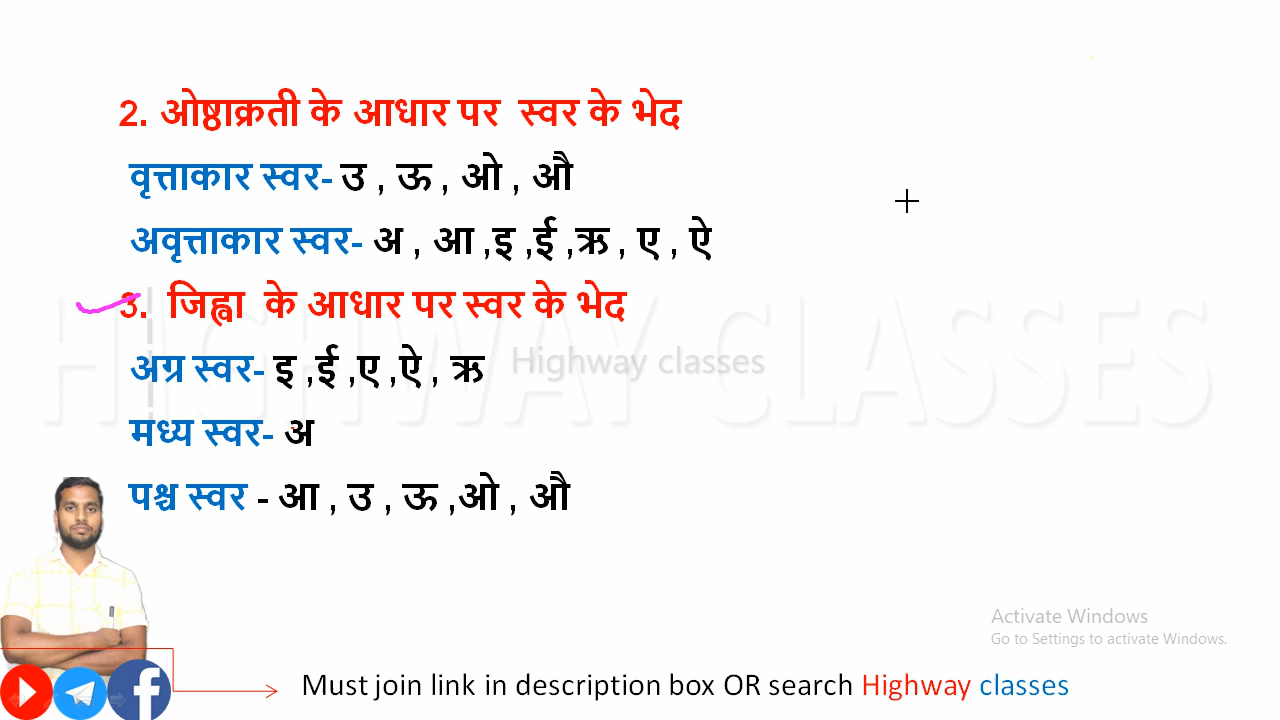 2. ओष्ठाक्रती के आधार पर स्वर के भेद
वृत्ताकार स्वर- उ , ऊ , ओ , औ
अवृत्ताकार स्वर- अ , आ ,इ ,ई ,ऋ , ए , ऐ
3. जिह्वा के आधार पर स्वर के भेद
HIGHWAY CLASSES
अग्र स्वर- इ ,ई ,ए ,ऐ , ऋ
Highway classes
मध्य स्वर- अ
पश्च स्वर - आ , उ , ऊ ,ओ , औ
Activate Windows
Go to Settings to activate Windows.
Must join link in description box OR search Highway classes